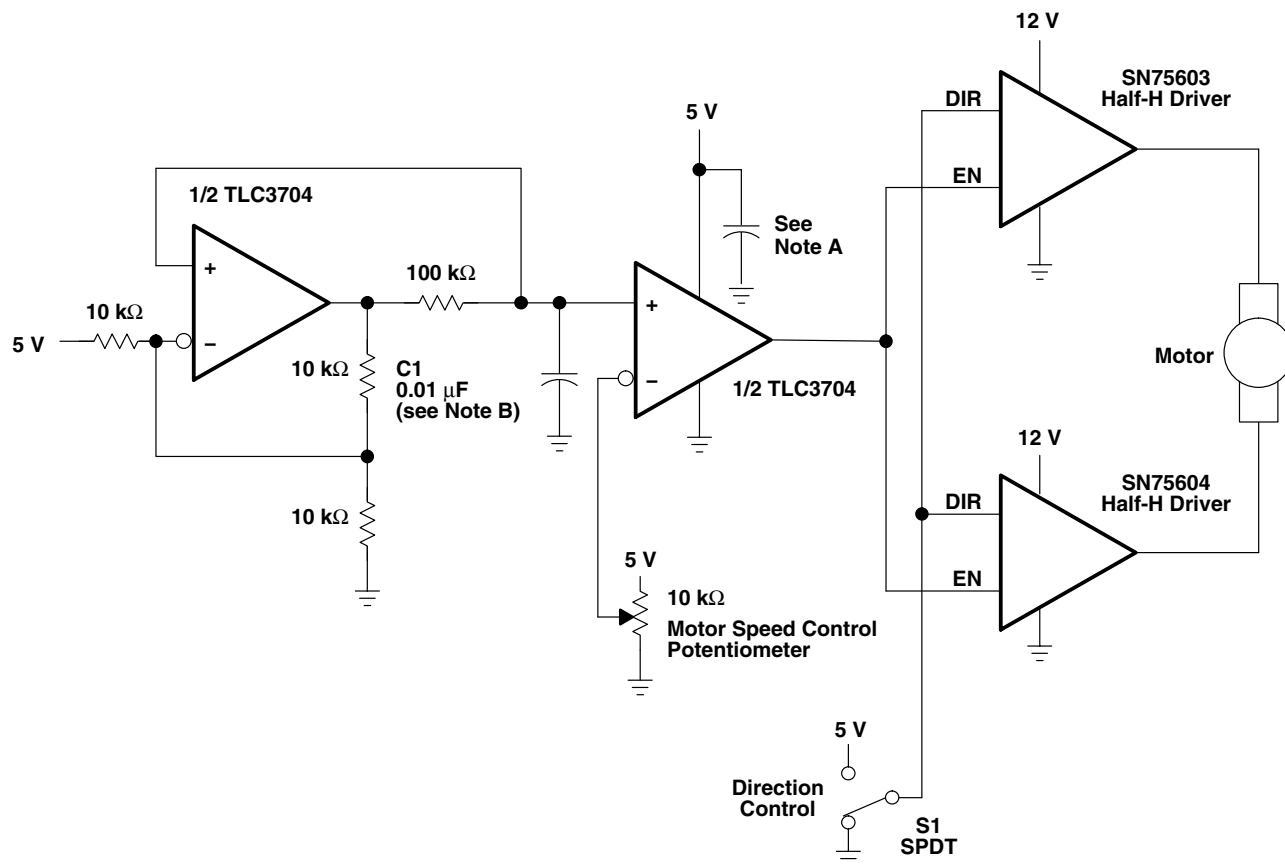 12 V
SN75603
Half-H Driver
DIR
EN
5 V
1/2 TLC3704
See
Note A
+
−
100 kΩ
10 kΩ
5 V
+
−
10 kΩ
C1
0.01 μF
(see Note B)
1/2 TLC3704
Motor
10 kΩ
12 V
SN75604
Half-H Driver
DIR
EN
5 V
10 kΩ
Motor Speed Control
Potentiometer
5 V
Direction
Control
S1
SPDT